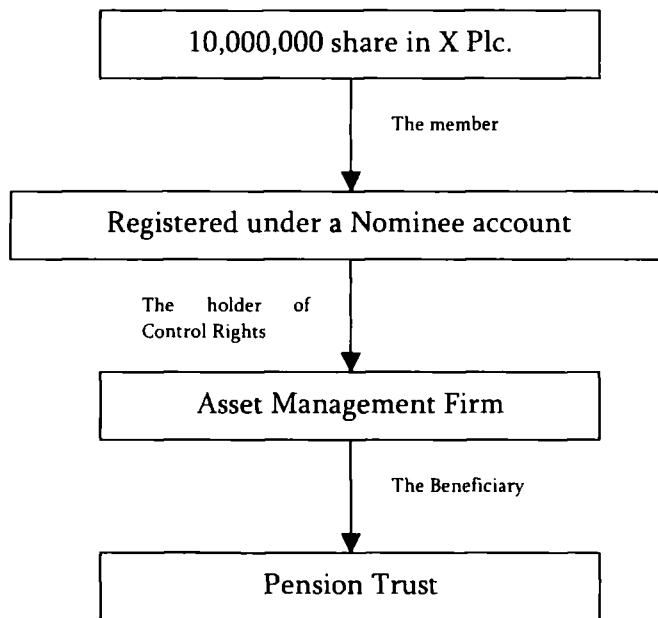 10,000,000 share in X Plc.
The member
Registered under a Nominee account
The holder of
Control Rights
Asset Management Firm
The Beneficiary
Pension Trust